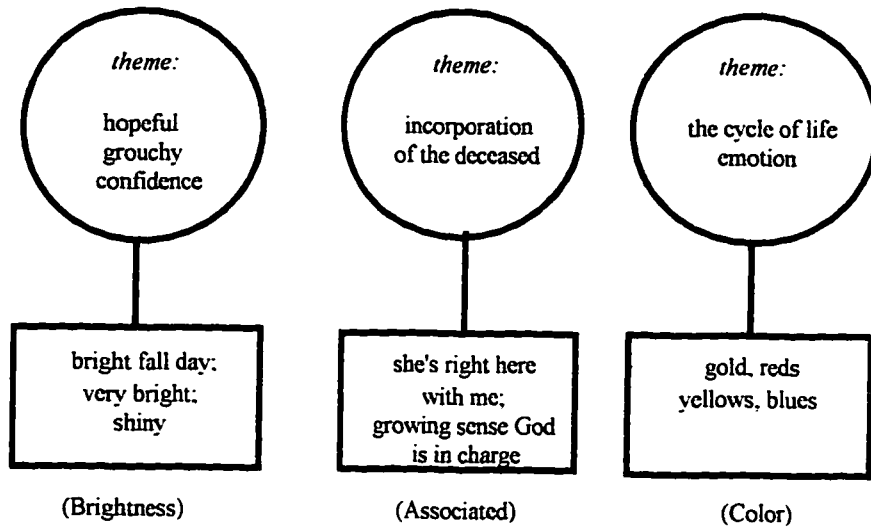 theme:
hopeful
grouchy
confidence
bright fall day;
very bright;
shiny
(Brightness)
theme:
incorporation
of the deceased
she's right here
with me;
growing sense God
is in charge
(Associated)
theme:
the cycle of life
emotion
gold, reds
yellows, blues
(Color)